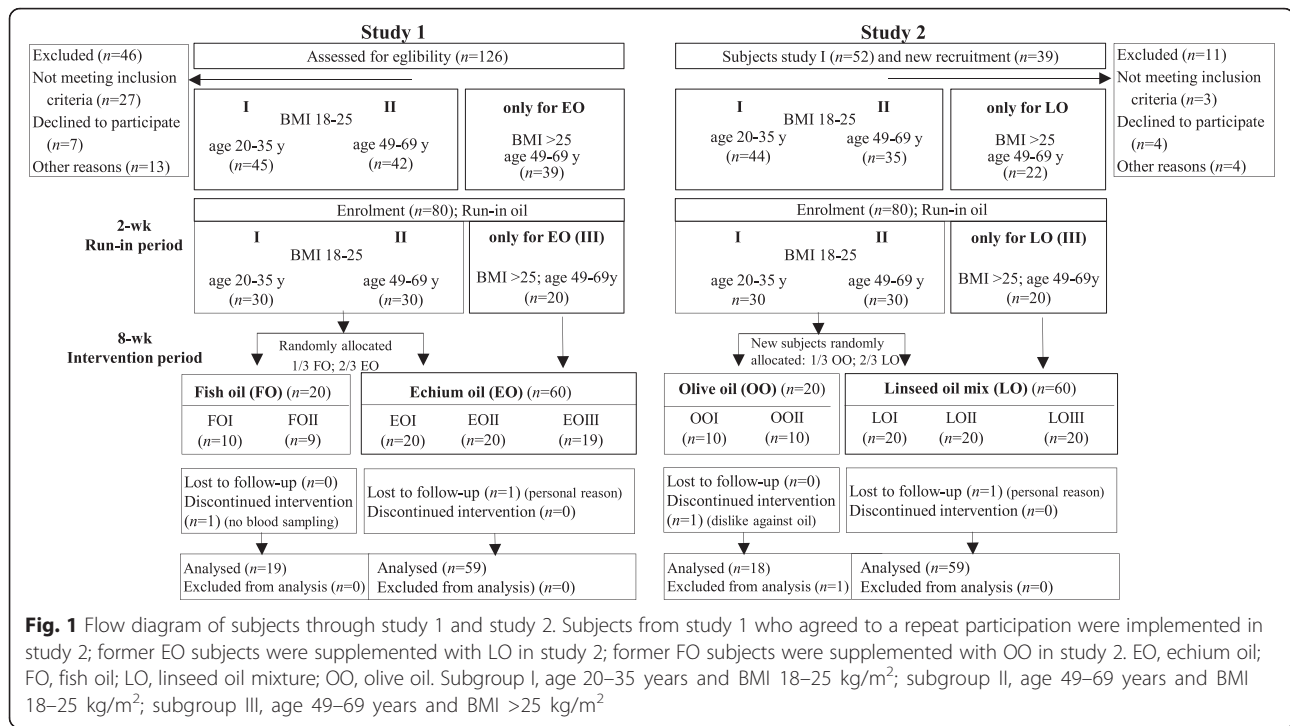 Study 1
Excluded (n=46)
Not meeting inclusion
criteria (n=27)
Declined to participate
(n=7)
Other reasons (n=13)
Assessed for eglibility (n=126)
I II
BMI 18-25
age 20-35 y age 49-69 y
(n=45) (n=42)
only for EO
BMI >25
age 49-69 y
(n=39)
2-wk
Run-in period
Enrolment (n=80); Run-in oil
I II
BMI 18-25
age 20-35 y age 49-69 y
(n=30) (n=30)
only for EO (III)
BMI >25; age 49-69y
(n=20)
8-wk
Intervention period
Randomly allocated
1/3 FO; 2/3 EO
Fish oil (FO) (n=20)
FOI FOII
(n=10) (n=9)
Echium oil (EO) (n=60)
EOI EOII EOIII
(n=20) (n=20) (n=19)
Lost to follow-up (n=0)
Discontinued intervention
(n=1) (no blood sampling)
Lost to follow-up (n=1) (personal reason)
Discontinued intervention (n=0)
Analysed (n=19)
Excluded from analysis (n=0)
Analysed (n=59)
Excluded from analysis) (n=0)
Study 2
Subjects study I (n=52) and new recruitment (n=39)
Excluded (n=11)
Not meeting inclusion
criteria (n=3)
Declined to participate
(n=4)
Other reasons (n=4)
I II
BMI 18-25
age 20-35 y age 49-69 y
(n=44) (n=35)
only for LO
BMI >25
age 49-69 y
(n=22)
Enrolment (n=80); Run-in oil
I II
BMI 18-25
age 20-35 y age 49-69 y
n=30 (n=30)
only for LO (III)
BMI >25; age 49-69y
(n=20)
New subjects randomly
allocated: 1/3 OO; 2/3 LO
Olive oil (OO) (n=20)
OOI OOII
(n=10) (n=10)
Linseed oil mix (LO) (n=60)
LOI LOII LOIII
(n=20) (n=20) (n=20)
Lost to follow-up (n=0)
Discontinued intervention
(n=1) (dislike against oil)
Lost to follow-up (n=1) (personal reason)
Discontinued intervention (n=0)
Analysed (n=18)
Excluded from analysis (n=1)
Analysed (n=59)
Excluded from analysis (n=0)
Fig. 1 Flow diagram of subjects through study 1 and study 2. Subjects from study 1 who agreed to a repeat participation were implemented in
study 2; former EO subjects were supplemented with LO in study 2; former FO subjects were supplemented with OO in study 2. EO, echium oil;
FO, fish oil; LO, linseed oil mixture; OO, olive oil. Subgroup I, age 20–35 years and BMI 18–25 kg/m²; subgroup II, age 49–69 years and BMI
18–25 kg/m²; subgroup III, age 49–69 years and BMI >25 kg/m²